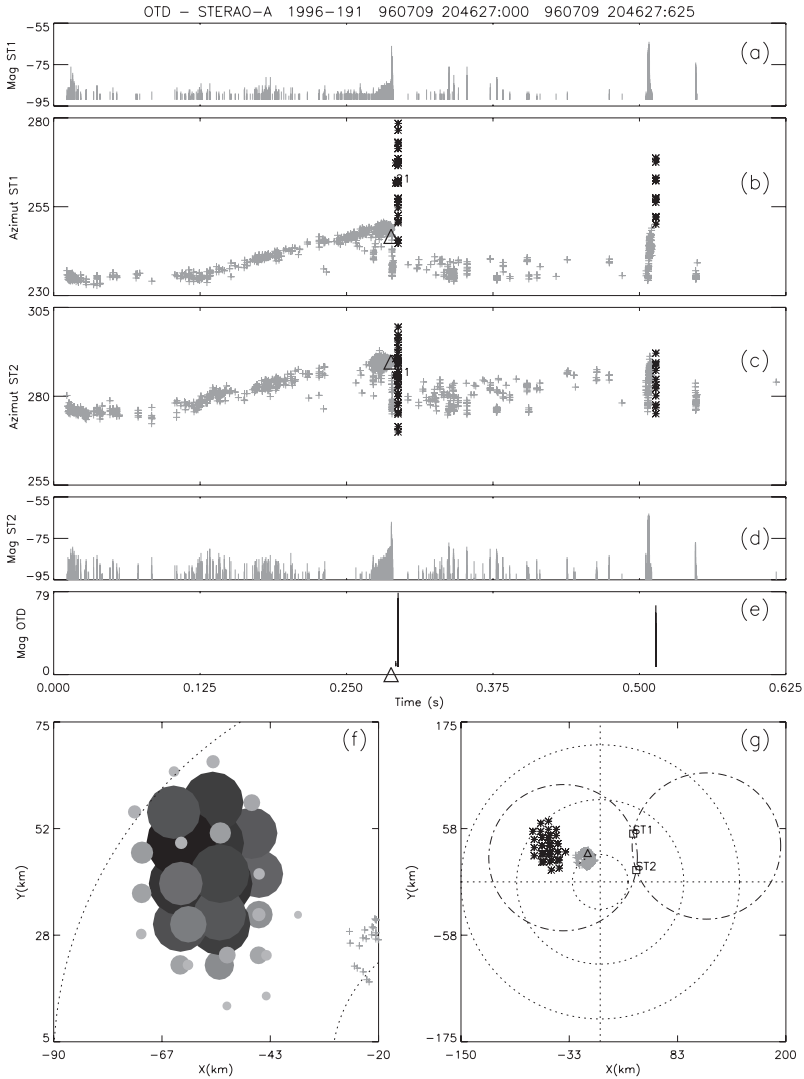 OTD − STERAO−A 1996−191 960709 204627:000 960709 204627:625
−55
−75
−95
Mag ST1
(a)
280
255
230
Azimut ST1
1
(b)
305
280
255
Azimut ST2
1
(c)
−55
−75
−95
Mag ST2
(d)
79
0
Mag OTD
(e)
0.000 0.125 0.250 0.375 0.500 0.625
Time (s)
75
52
28
5
Y(km)
(f)
−90 −67 −43 −20
X(km)
175
58
−58
−175
Y(km)
(g)
ST1
ST2
−150 −33 83 200
X(km)